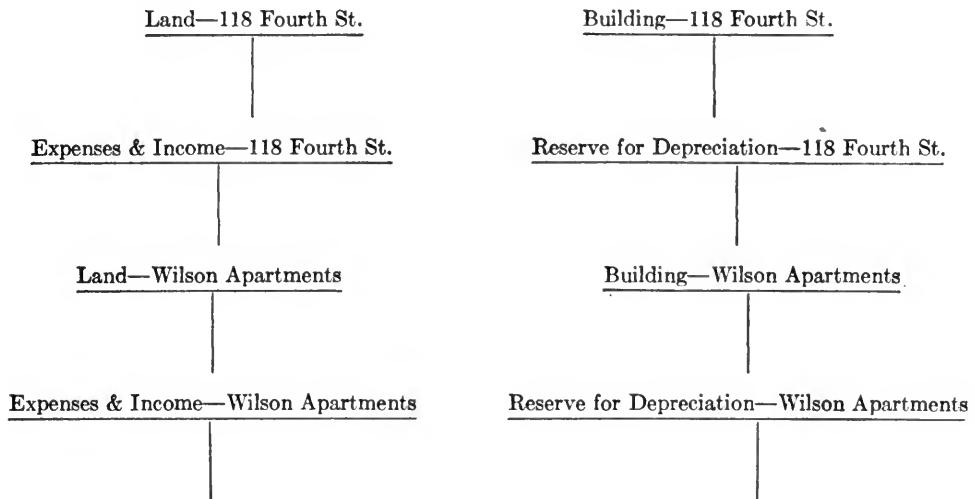 Land—118 Fourth St.
Building—118 Fourth St.
Expenses & Income—118 Fourth St.
Reserve for Depreciation—118 Fourth St.
Land—Wilson Apartments
Building—Wilson Apartments
Expenses & Income—Wilson Apartments
Reserve for Depreciation—Wilson Apartments